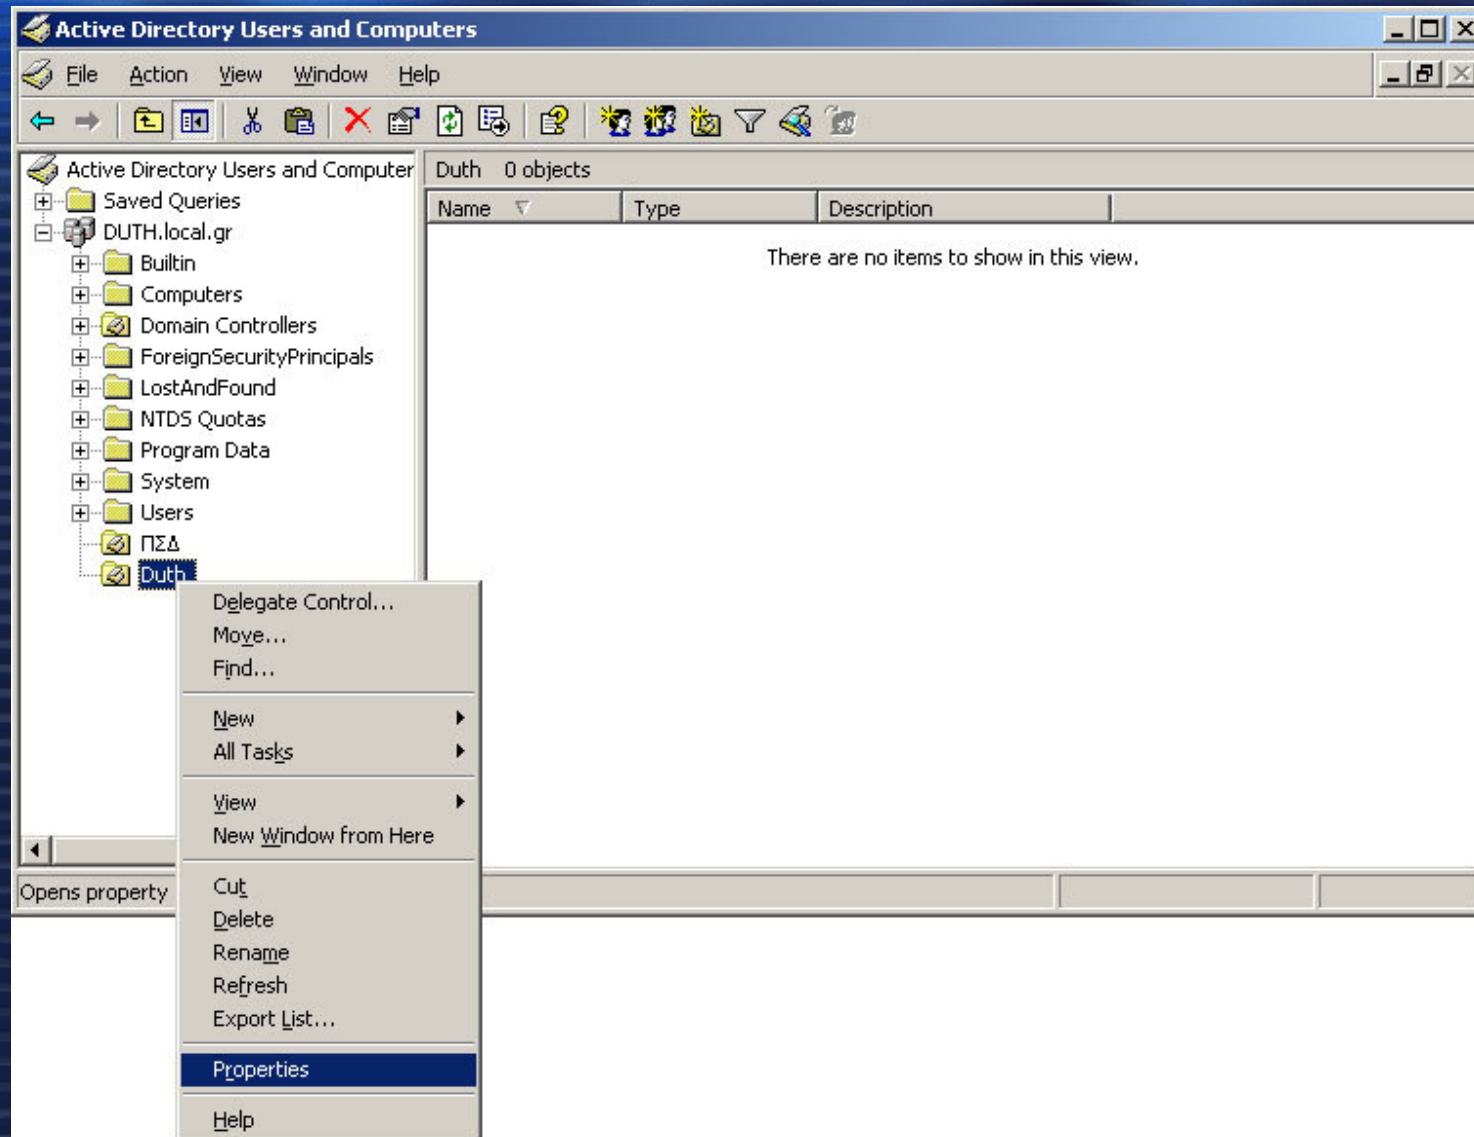 Active Directory Users and Computers
File Action View Window Help
Active Directory Users and Computer
Duth 0 objects
Saved Queries
Name Type Description
DUTH.local.gr
There are no items to show in this view.
Builtin
Computers
Domain Controllers
ForeignSecurityPrincipals
LostAndFound
NTDS Quotas
Program Data
System
Users
ΠΣΔ
Duth
Delegate Control...
Move...
Find...
New
All Tasks
View
New Window from Here
Opens property
Cut
Delete
Rename
Refresh
Export List...
Properties
Help